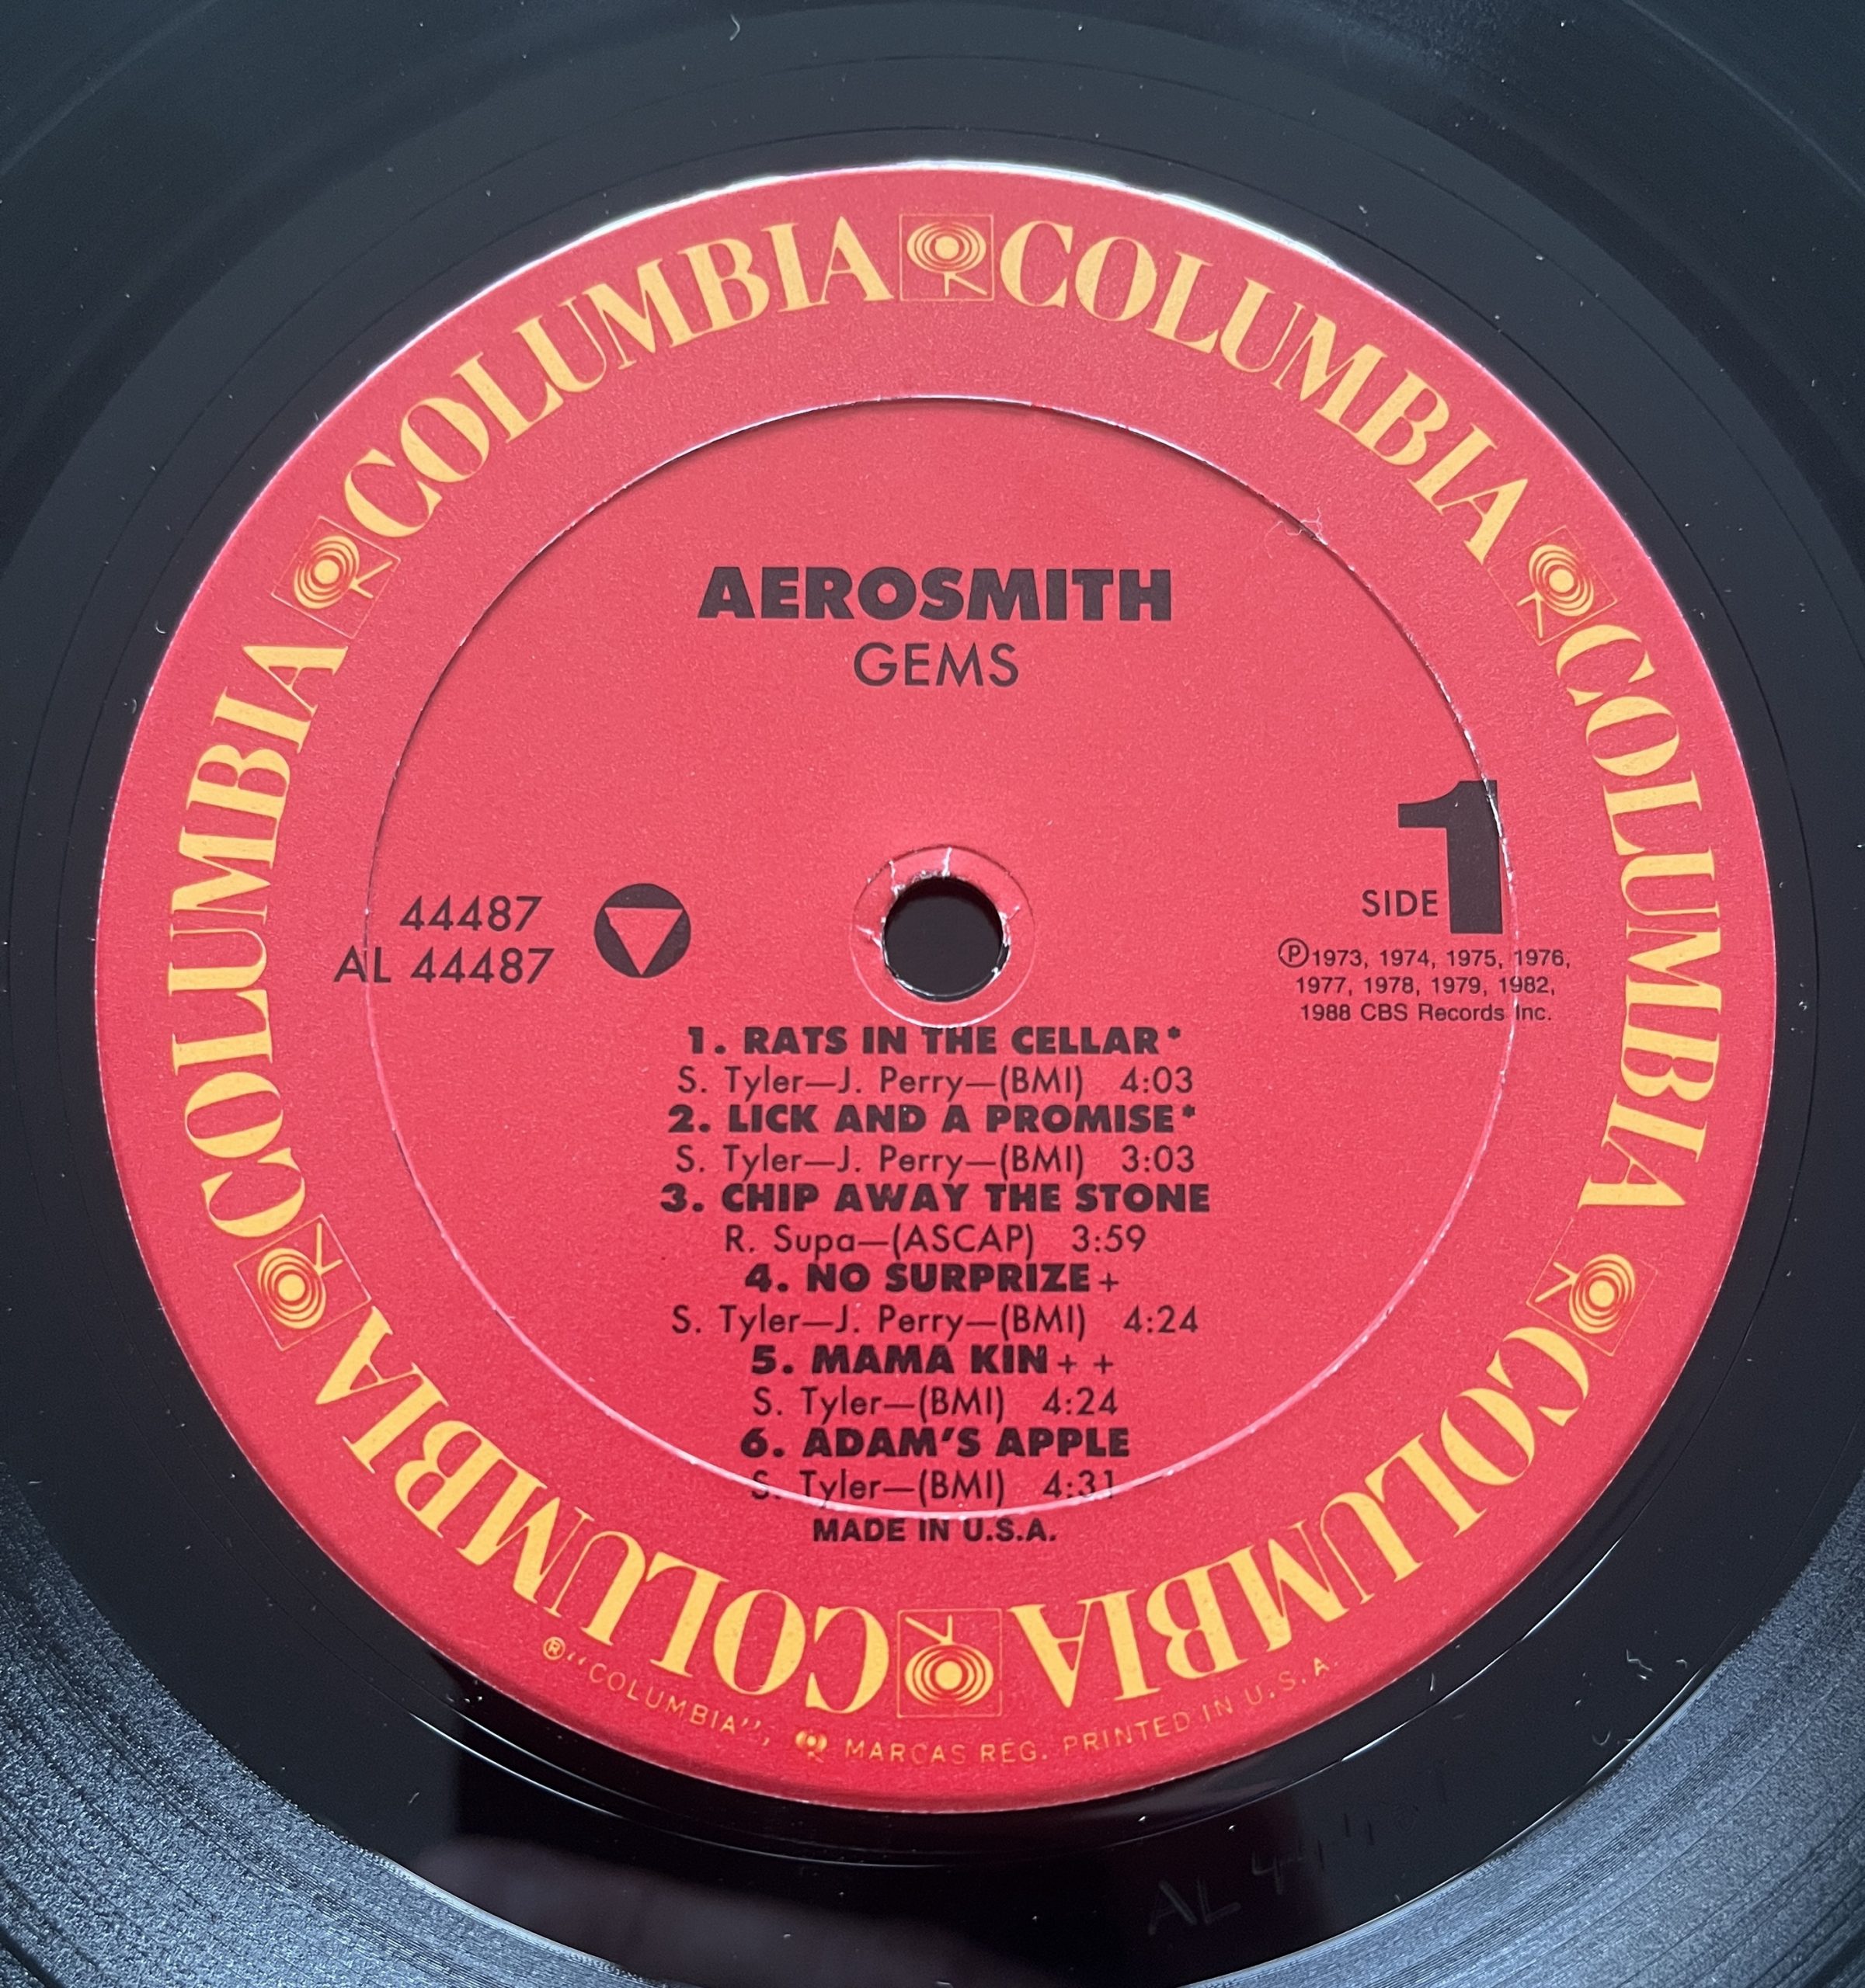 COLUMBIA COLUMBIA COLUMBIA COLUMBIA COLUMBIA COLUMBIA
AEROSMITH
GEMS
44487
AL 44487
SIDE 1
Ⓟ1973, 1974, 1975, 1976,
1977, 1978, 1979, 1982,
1988 CBS Records Inc.
1. RATS IN THE CELLAR*
S. Tyler—J. Perry—(BMI) 4:03
2. LICK AND A PROMISE*
S. Tyler—J. Perry—(BMI) 3:03
3. CHIP AWAY THE STONE
R. Supa—(ASCAP) 3:59
4. NO SURPRIZE+
S. Tyler—J. Perry—(BMI) 4:24
5. MAMA KIN++
S. Tyler—(BMI) 4:24
6. ADAM'S APPLE
S. Tyler—(BMI) 4:31
MADE IN U.S.A.
®"COLUMBIA", MARCAS REG. PRINTED IN U.S.A.
AL